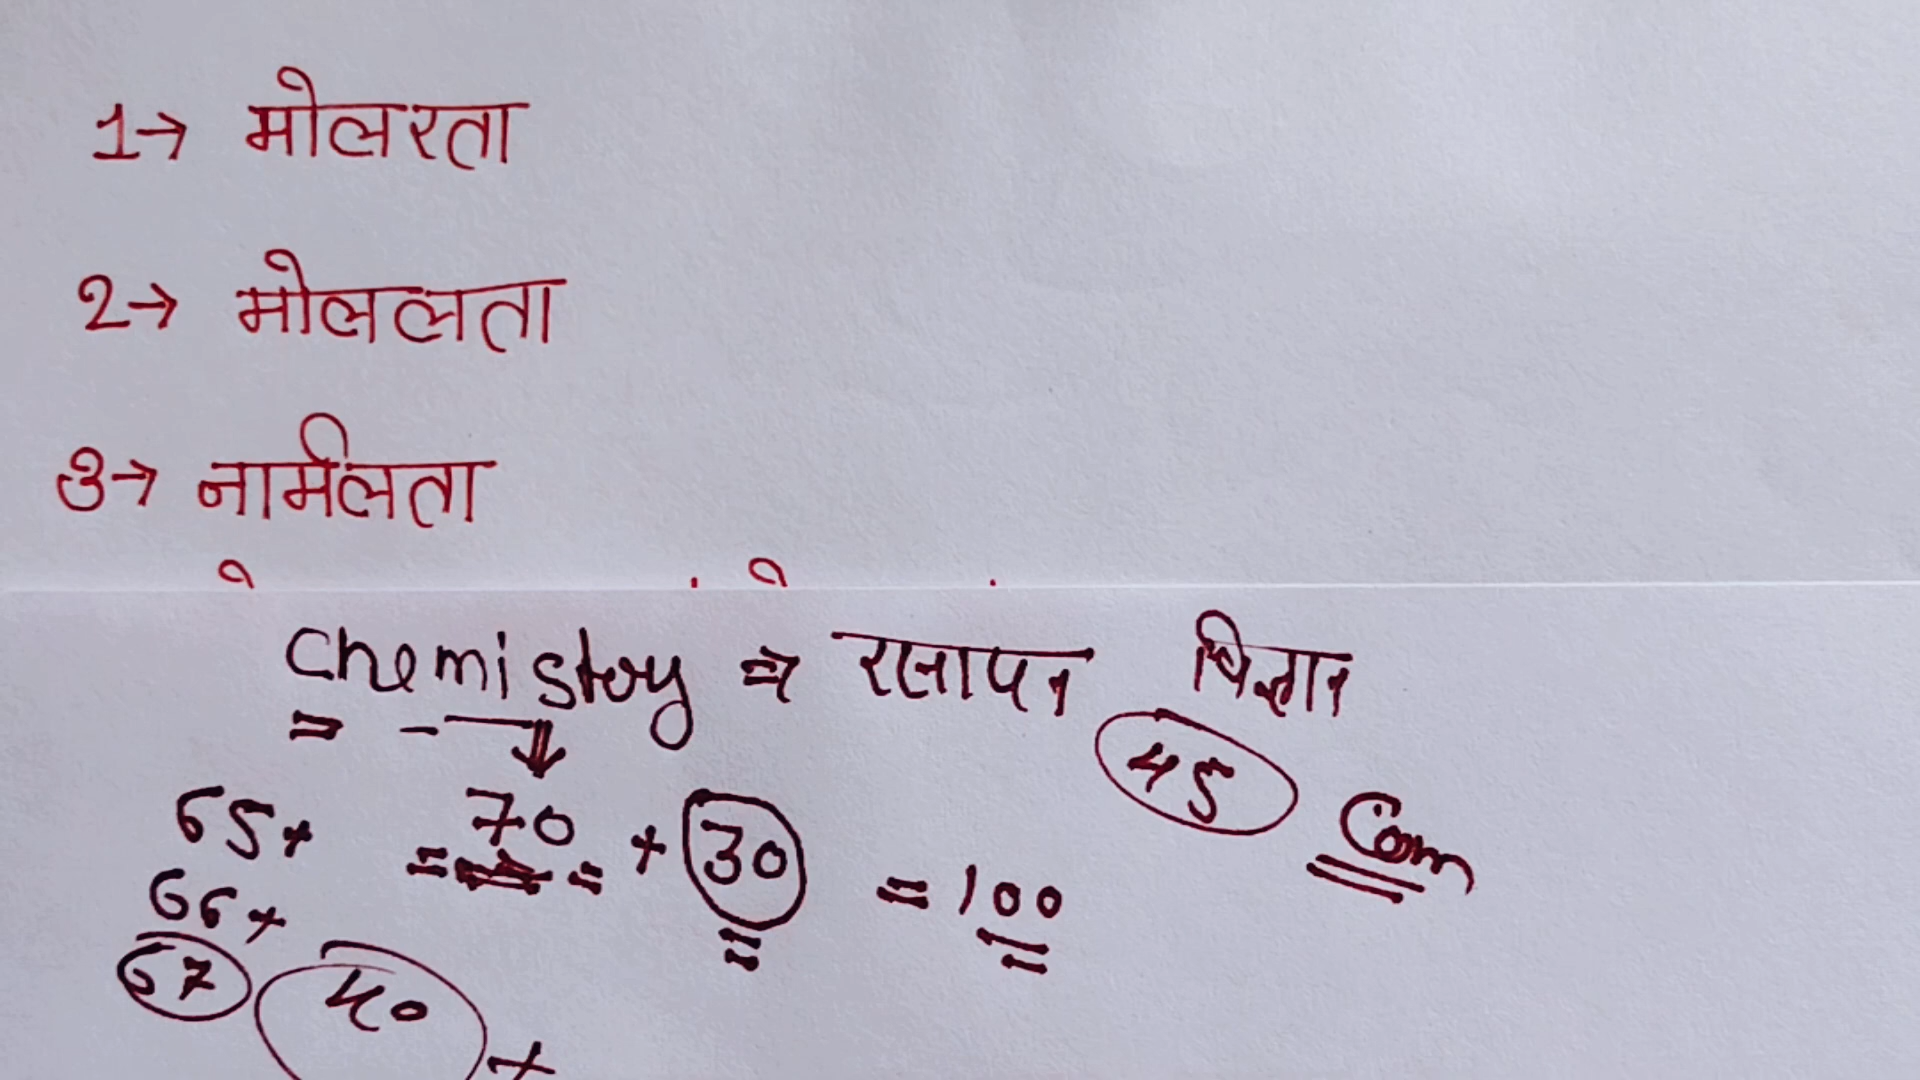 1→ मोलरता
2→ मोललता
3→ नार्मलता
Chemistry ⇒ रसायन विज्ञान
45
65+ 70 + 30 = 100 Com
66+
67 40 +